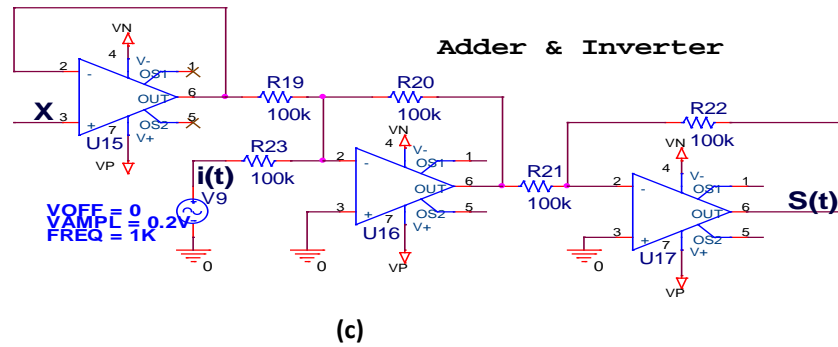 Adder & Inverter
VN
4
V-
OS1
1
2
-
OUT
6
X
3
+
OS2
5
7
V+
U15
VP
R19
100k
R20
100k
R23
100k
i(t)
V9
VOFF = 0
VAMPL = 0.2V
FREQ = 1K
0
VN
4
V-
OS1
1
2
-
OUT
6
3
+
OS2
5
7
V+
U16
VP
0
R21
100k
R22
100k
VN
4
V-
OS1
1
2
-
OUT
6
S(t)
3
+
OS2
5
7
V+
U17
VP
0
(c)